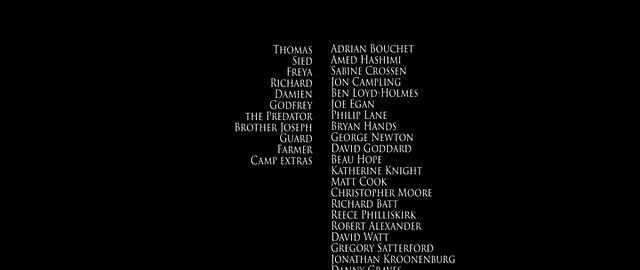 Thomas Adrian Bouchet
Sied Amed Hashimi
Freya Sabine Crossen
Richard Jon Campling
Damien Ben Loyd-Holmes
Godfrey Joe Egan
the Predator Philip Lane
Brother Joseph Bryan Hands
Guard George Newton
Farmer David Goddard
Camp extras Beau Hope
Katherine Knight
Matt Cook
Christopher Moore
Richard Batt
Reece Philliskirk
Robert Alexander
David Watt
Gregory Satterford
Jonathan Kroonenburg
Danny Graves